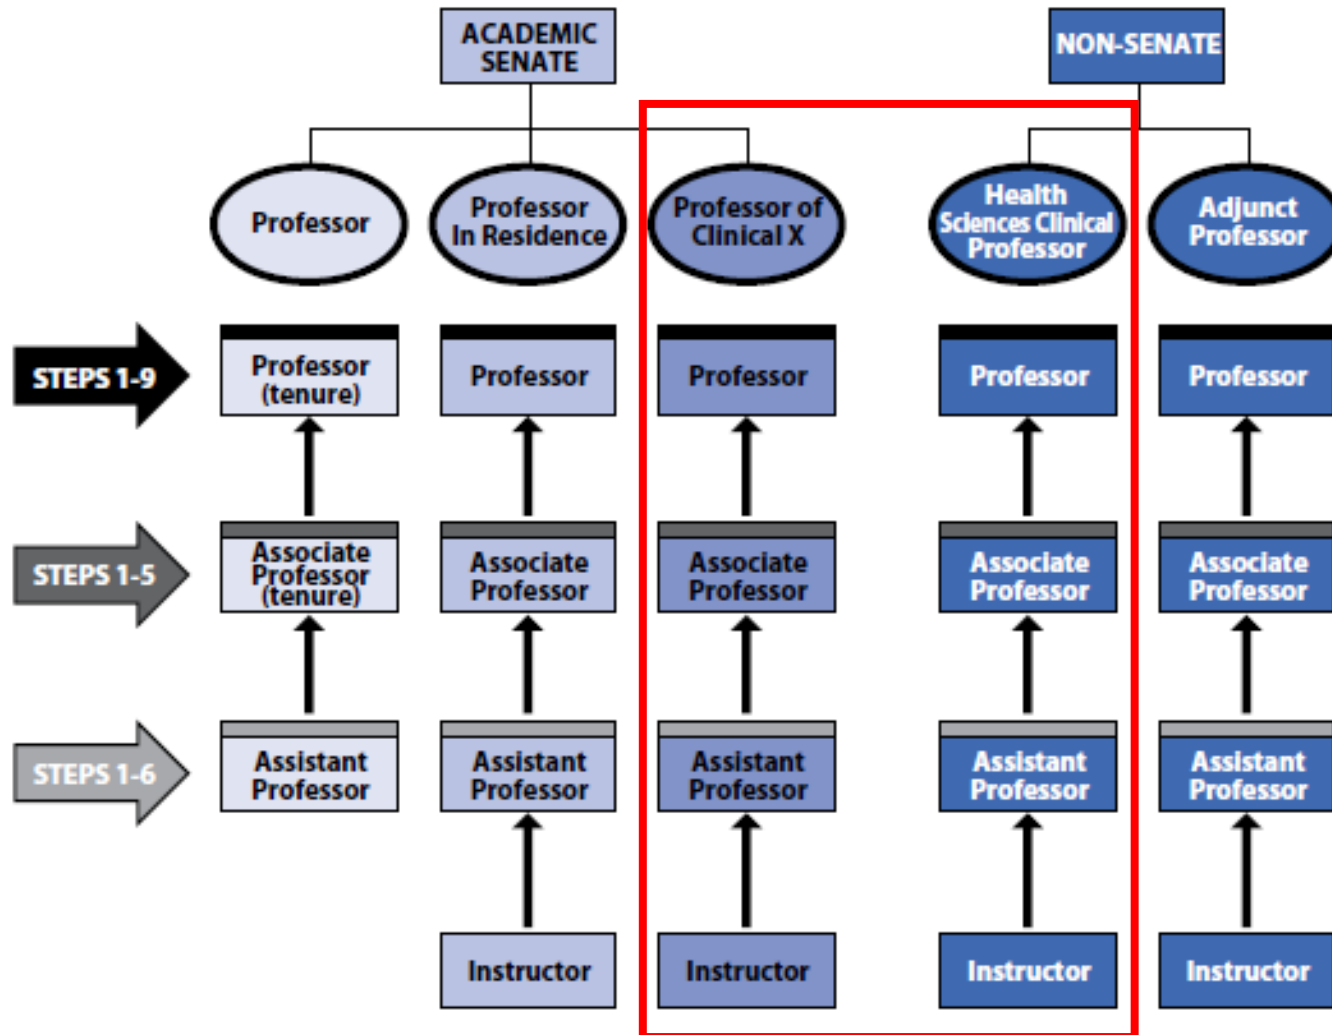 ACADEMIC
SENATE
NON-SENATE
Professor
Professor
In Residence
Professor of
Clinical X
Health
Sciences Clinical
Professor
Adjunct
Professor
STEPS 1-9
Professor
(tenure)
Professor
Professor
Professor
Professor
STEPS 1-5
Associate
Professor
(tenure)
Associate
Professor
Associate
Professor
Associate
Professor
Associate
Professor
STEPS 1-6
Assistant
Professor
Assistant
Professor
Assistant
Professor
Assistant
Professor
Assistant
Professor
Instructor
Instructor
Instructor
Instructor